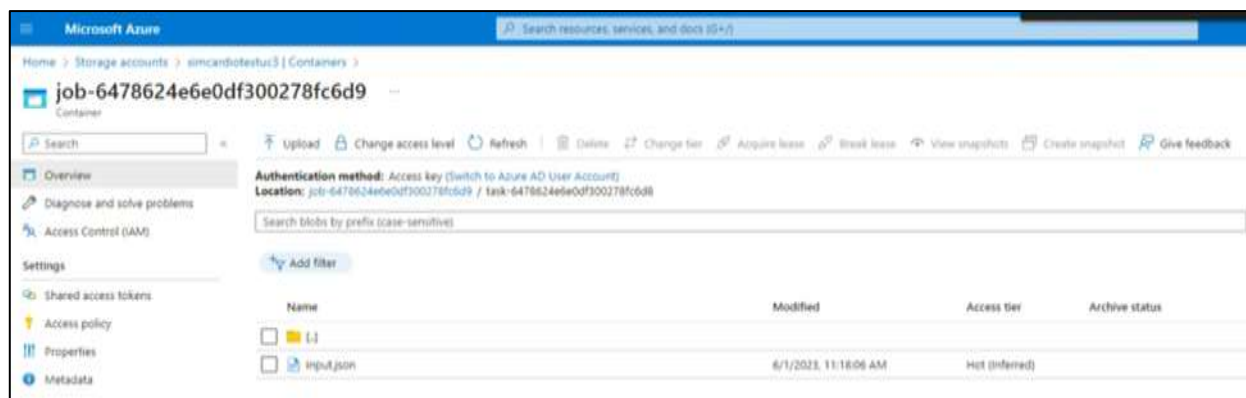 Microsoft Azure
Search resources, services, and docs (G+/)
Home > Storage accounts > simcardiotestuc3 | Containers >
job-6478624e6e0df300278fc6d9 ...
Container
Search
«
Upload Change access level Refresh Delete Change tier Acquire lease Break lease View snapshots Create snapshot Give feedback
Overview
Diagnose and solve problems
Access Control (IAM)
Settings
Shared access tokens
Access policy
Properties
Metadata
Authentication method: Access key (Switch to Azure AD User Account)
Location: job-6478624e6e0df300278fc6d9 / task-6478624e6e0df300278fc6d8
Search blobs by prefix (case-sensitive)
Add filter
Name Modified Access tier Archive status
[..]
input.json 6/1/2023, 11:18:06 AM Hot (Inferred)